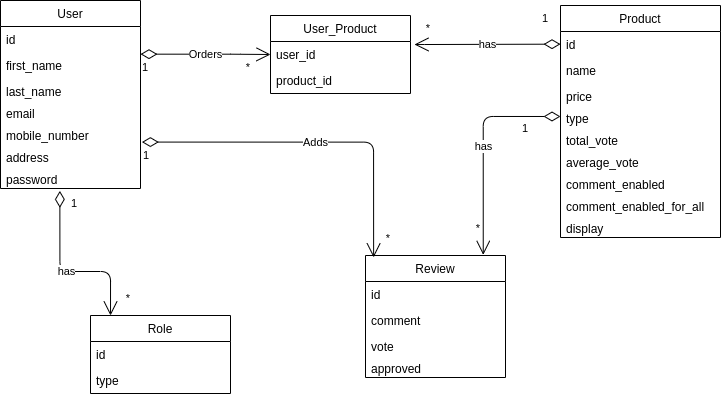 User
id
first_name
last_name
email
mobile_number
address
password
1
Orders
*
User_Product
user_id
product_id
*
has
1
Product
id
name
price
type
total_vote
average_vote
comment_enabled
comment_enabled_for_all
display
1
Adds
*
1
has
*
1
has
*
Role
id
type
Review
id
comment
vote
approved